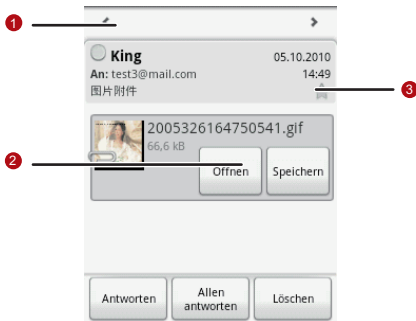 1
King
05.10.2010
An: test3@mail.com
14:49
图片附件
3
2005326164750541.gif
66,6 kB
2
Öffnen
Speichern
Antworten
Allen
antworten
Löschen